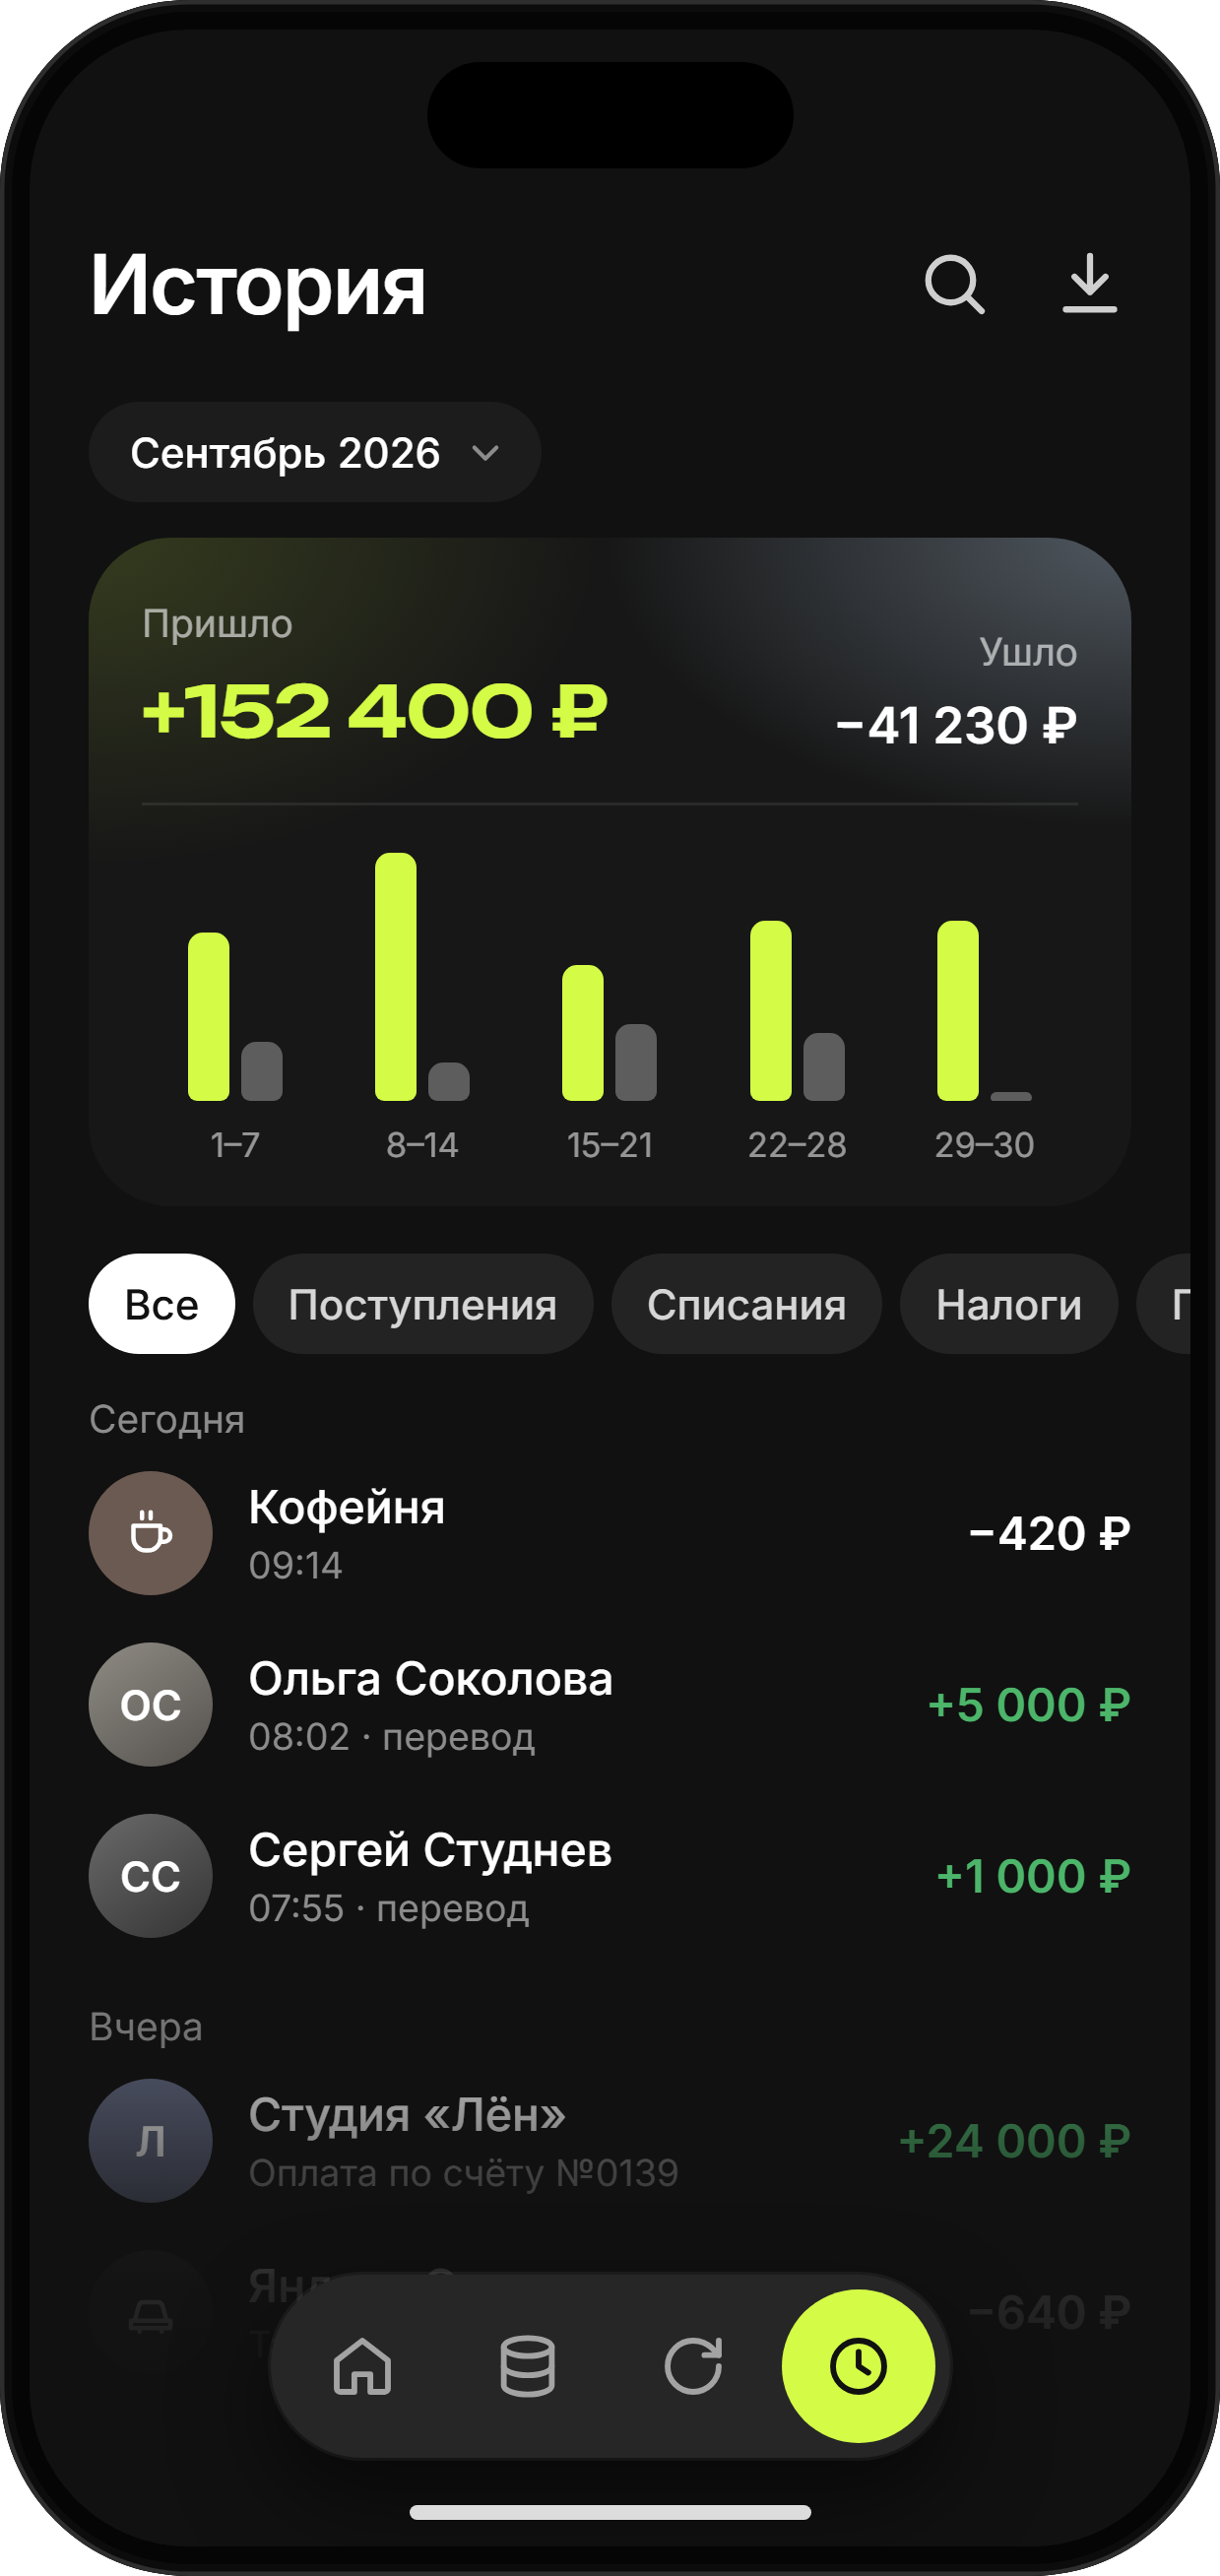 История
Сентябрь 2026
Пришло
Ушло
+152 400 ₽
−41 230 ₽
1–7
8–14
15–21
22–28
29–30
Все
Поступления
Списания
Налоги
Сегодня
Кофейня
09:14
−420 ₽
ОС
Ольга Соколова
08:02 · перевод
+5 000 ₽
СС
Сергей Студнев
07:55 · перевод
+1 000 ₽
Вчера
Л
Студия «Лён»
Оплата по счёту №0139
+24 000 ₽
−640 ₽